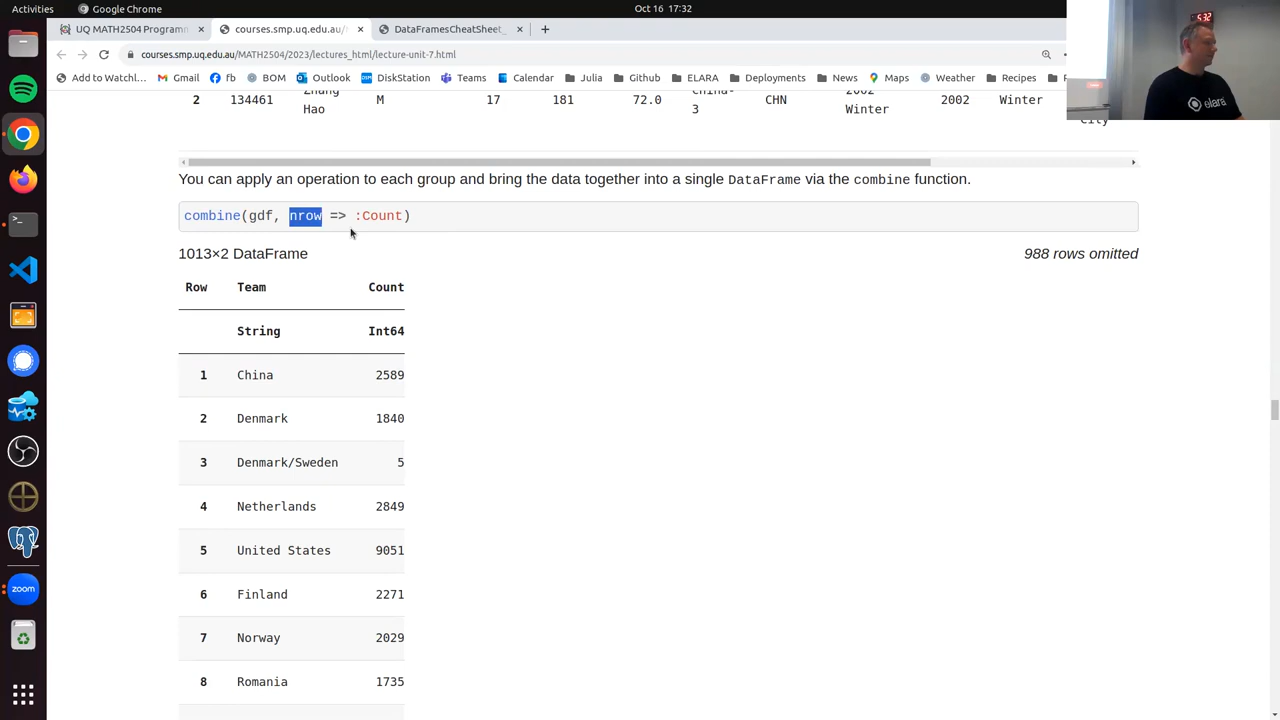 Activities Google Chrome Oct 16 17:32
UQ MATH2504 Programm × courses.smp.uq.edu.au/ × DataFramesCheatSheet_ × +
courses.smp.uq.edu.au/MATH2504/2023/lectures_html/lecture-unit-7.html
Add to Watchl... Gmail Fb BOM Outlook DiskStation Teams Calendar Julia Github ELARA Deployments News Maps Weather Recipes
5:32
elara
2 134461 Zhang Hao M 17 181 72.0 China-3 CHN 2002 Winter 2002 Winter City
You can apply an operation to each group and bring the data together into a single DataFrame via the combine function.
combine(gdf, nrow => :Count)
1013×2 DataFrame 988 rows omitted
Row Team Count
String Int64
1 China 2589
2 Denmark 1840
3 Denmark/Sweden 5
4 Netherlands 2849
5 United States 9051
6 Finland 2271
7 Norway 2029
8 Romania 1735
zoom